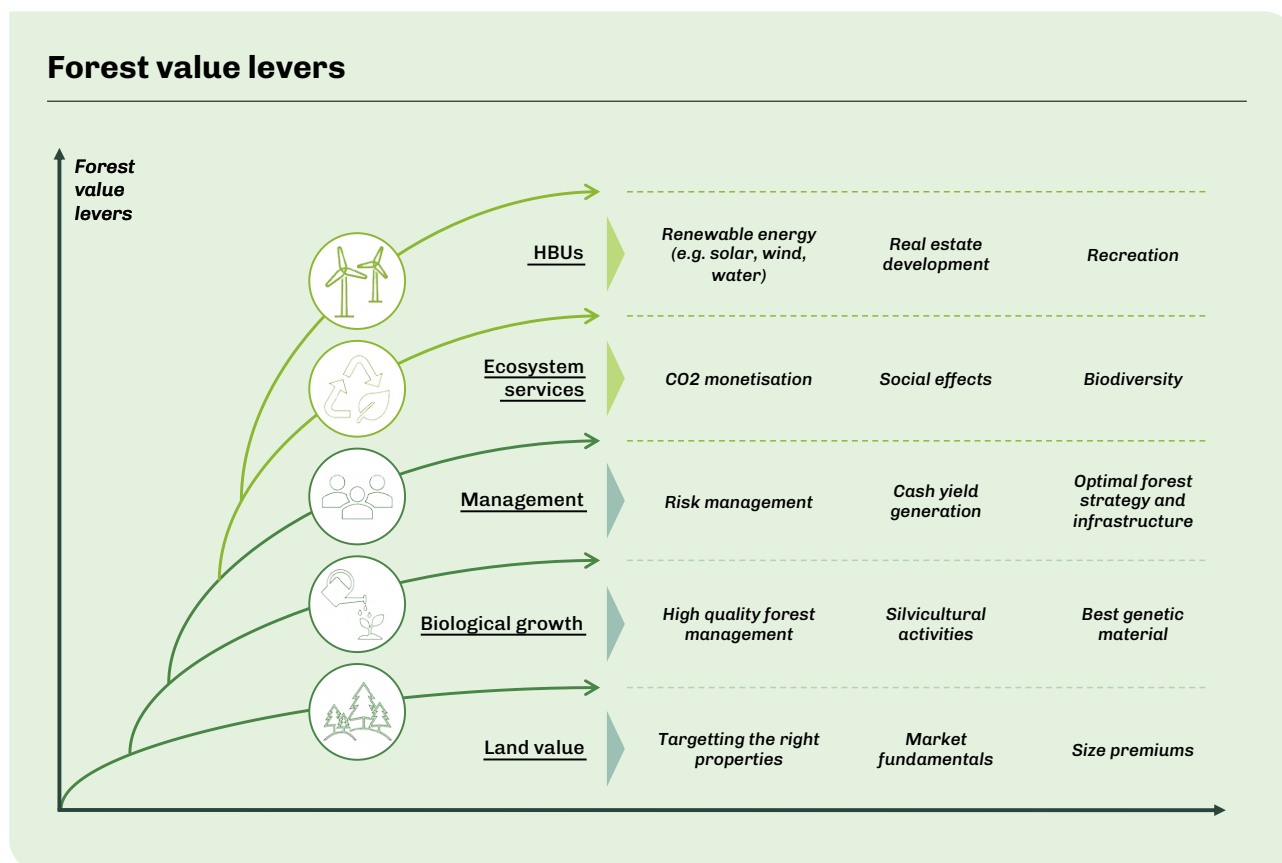 Forest value levers
Forest
value
levers
HBUs
Renewable energy
(e.g. solar, wind,
water)
Real estate
development
Recreation
Ecosystem
services
CO2 monetisation
Social effects
Biodiversity
Management
Risk management
Cash yield
generation
Optimal forest
strategy and
infrastructure
Biological growth
High quality forest
management
Silvicultural
activities
Best genetic
material
Land value
Targetting the right
properties
Market
fundamentals
Size premiums